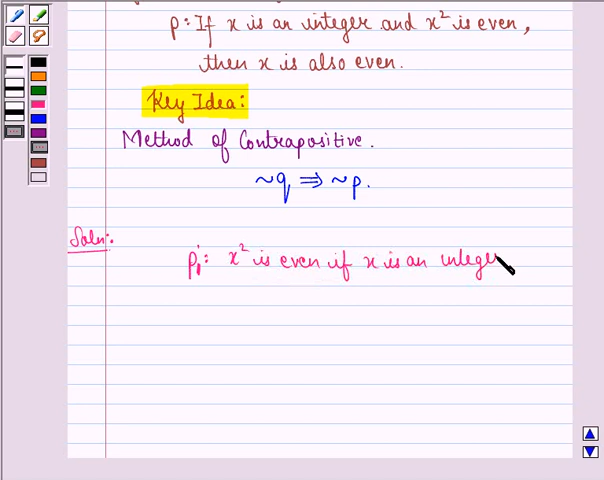 p: If x is an integer and x² is even,
then x is also even.
Key Idea:
Method of Contrapositive.
~q ⇒ ~p.
Soln:
p₁: x² is even if x is an integer